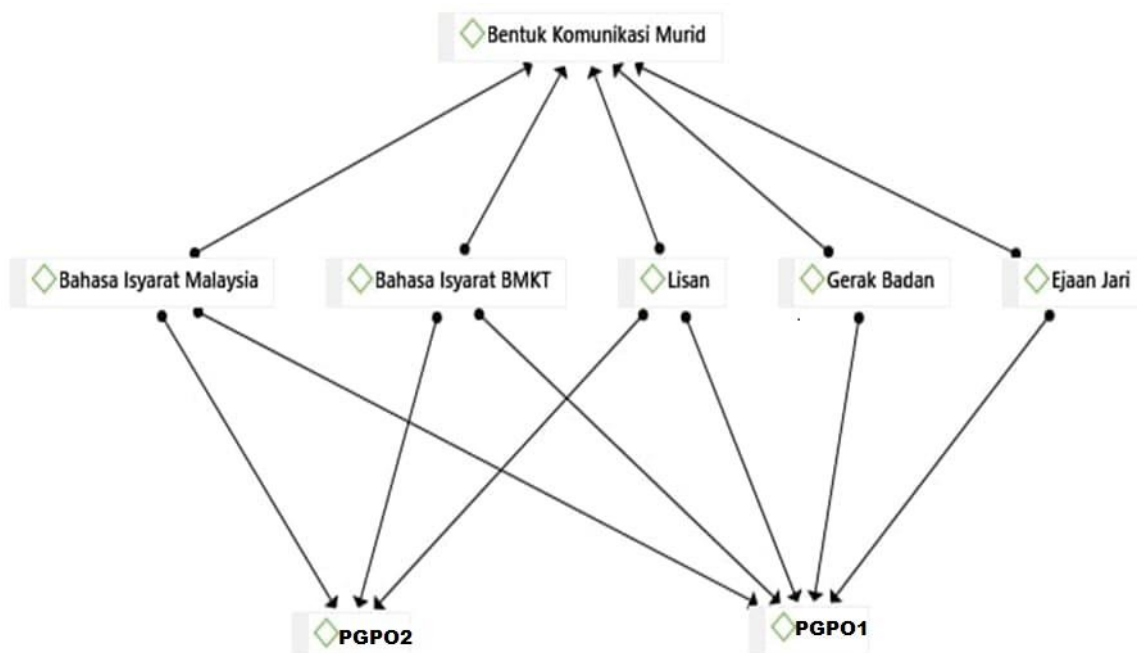 Bentuk Komunikasi Murid
Bahasa Isyarat Malaysia
Bahasa Isyarat BMKT
Lisan
Gerak Badan
Ejaan Jari
PGPO2
PGPO1